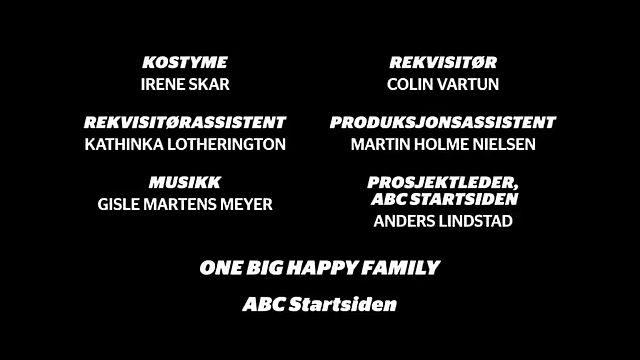 KOSTYME
IRENE SKAR
REKVISITØR
COLIN VARTUN
REKVISITØRASSISTENT
KATHINKA LOTHERINGTON
PRODUKSJONSASSISTENT
MARTIN HOLME NIELSEN
MUSIKK
GISLE MARTENS MEYER
PROSJEKTLEDER,
ABC STARTSIDEN
ANDERS LINDSTAD
ONE BIG HAPPY FAMILY
ABC Startsiden